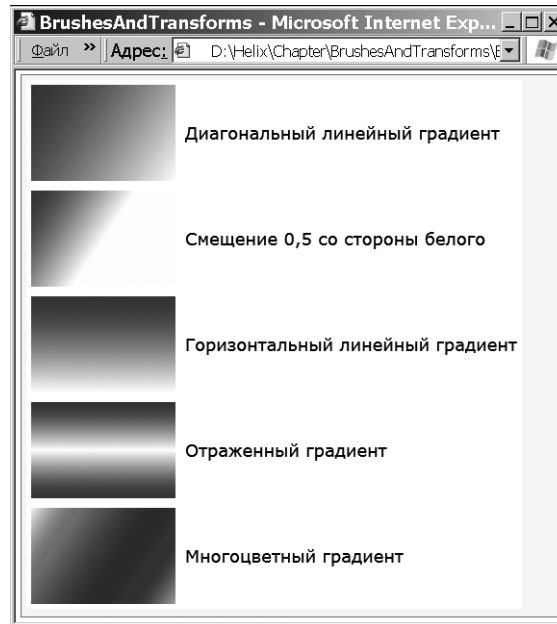 BrushesAndTransforms - Microsoft Internet Exp...
Файл » Адрес: D:\Helix\Chapter\BrushesAndTransforms\E
Диагональный линейный градиент
Смещение 0,5 со стороны белого
Горизонтальный линейный градиент
Отраженный градиент
Многоцветный градиент